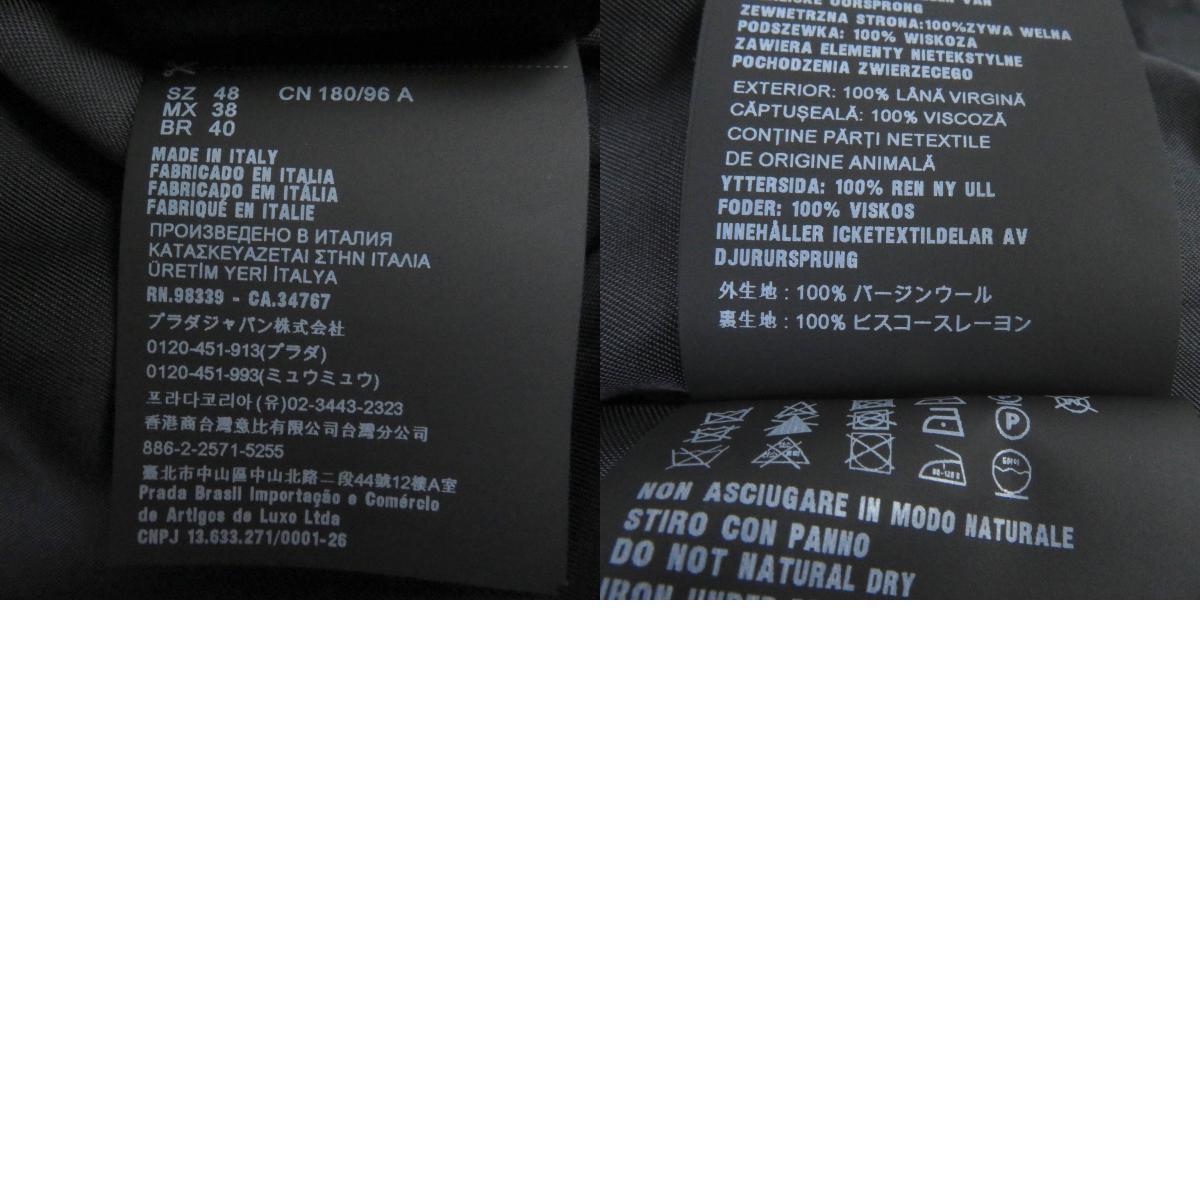 SZ 48 CN 180/96 A
MX 38
BR 40
MADE IN ITALY
FABRICADO EN ITALIA
FABRICADO EM ITÁLIA
FABRIQUÉ EN ITALIE
ПРОИЗВЕДЕНО В ИТАЛИЯ
ΚΑΤΑΣΚΕΥΑΖΕΤΑΙ ΣΤΗΝ ΙΤΑΛΙΑ
ÜRETİM YERİ İTALYA
RN.98339 - CA.34767
プラダジャパン株式会社
0120-451-913(プラダ)
0120-451-993(ミュウミュウ)
프라다코리아(유)02-3443-2323
香港商台灣意比有限公司台灣分公司
886-2-2571-5255
臺北市中山區中山北路二段44號12樓A室
Prada Brasil Importação e Comércio
de Artigos de Luxo Ltda
CNPJ 13.633.271/0001-26
OORSPRONG
ZEWNETRZNA STRONA:100%ZYWA WELNA
PODSZEWKA: 100% WISKOZA
ZAWIERA ELEMENTY NIETEKSTYLNE
POCHODZENIA ZWIERZECEGO
EXTERIOR: 100% LÂNĂ VIRGINĂ
CĂPTUȘEALĂ: 100% VISCOZĂ
CONȚINE PĂRȚI NETEXTILE
DE ORIGINE ANIMALĂ
YTTERSIDA: 100% REN NY ULL
FODER: 100% VISKOS
INNEHÅLLER ICKETEXTILDELAR AV
DJURURSPRUNG
外生地 : 100% バージンウール
裏生地 : 100% ビスコースレーヨン
P
NON ASCIUGARE IN MODO NATURALE
STIRO CON PANNO
DO NOT NATURAL DRY
IRON UNDER